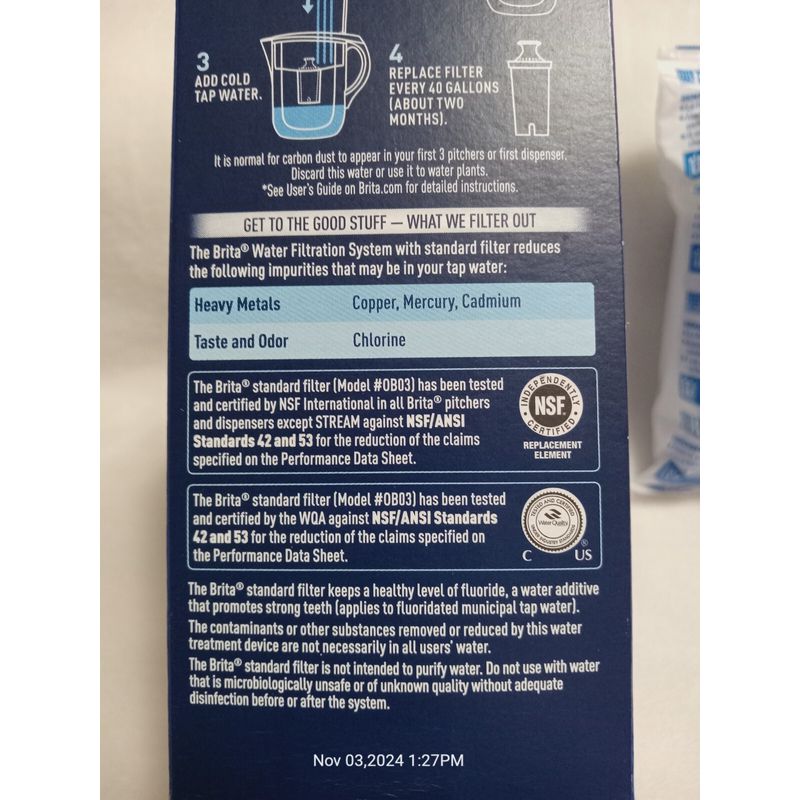 3
ADD COLD
TAP WATER.
4
REPLACE FILTER
EVERY 40 GALLONS
(ABOUT TWO
MONTHS).
It is normal for carbon dust to appear in your first 3 pitchers or first dispenser.
Discard this water or use it to water plants.
*See User's Guide on Brita.com for detailed instructions.
GET TO THE GOOD STUFF — WHAT WE FILTER OUT
The Brita® Water Filtration System with standard filter reduces
the following impurities that may be in your tap water:
Heavy Metals Copper, Mercury, Cadmium
Taste and Odor Chlorine
The Brita® standard filter (Model #OB03) has been tested
and certified by NSF International in all Brita® pitchers
and dispensers except STREAM against NSF/ANSI
Standards 42 and 53 for the reduction of the claims
specified on the Performance Data Sheet.
INDEPENDENTLY
NSF
CERTIFIED
REPLACEMENT
ELEMENT
The Brita® standard filter (Model #OB03) has been tested
and certified by the WQA against NSF/ANSI Standards
42 and 53 for the reduction of the claims specified on
the Performance Data Sheet.
TESTED AND CERTIFIED
Water Quality
UNDER INDUSTRY STANDARDS
®
C US
The Brita® standard filter keeps a healthy level of fluoride, a water additive
that promotes strong teeth (applies to fluoridated municipal tap water).
The contaminants or other substances removed or reduced by this water
treatment device are not necessarily in all users' water.
The Brita® standard filter is not intended to purify water. Do not use with water
that is microbiologically unsafe or of unknown quality without adequate
disinfection before or after the system.
Nov 03,2024 1:27PM